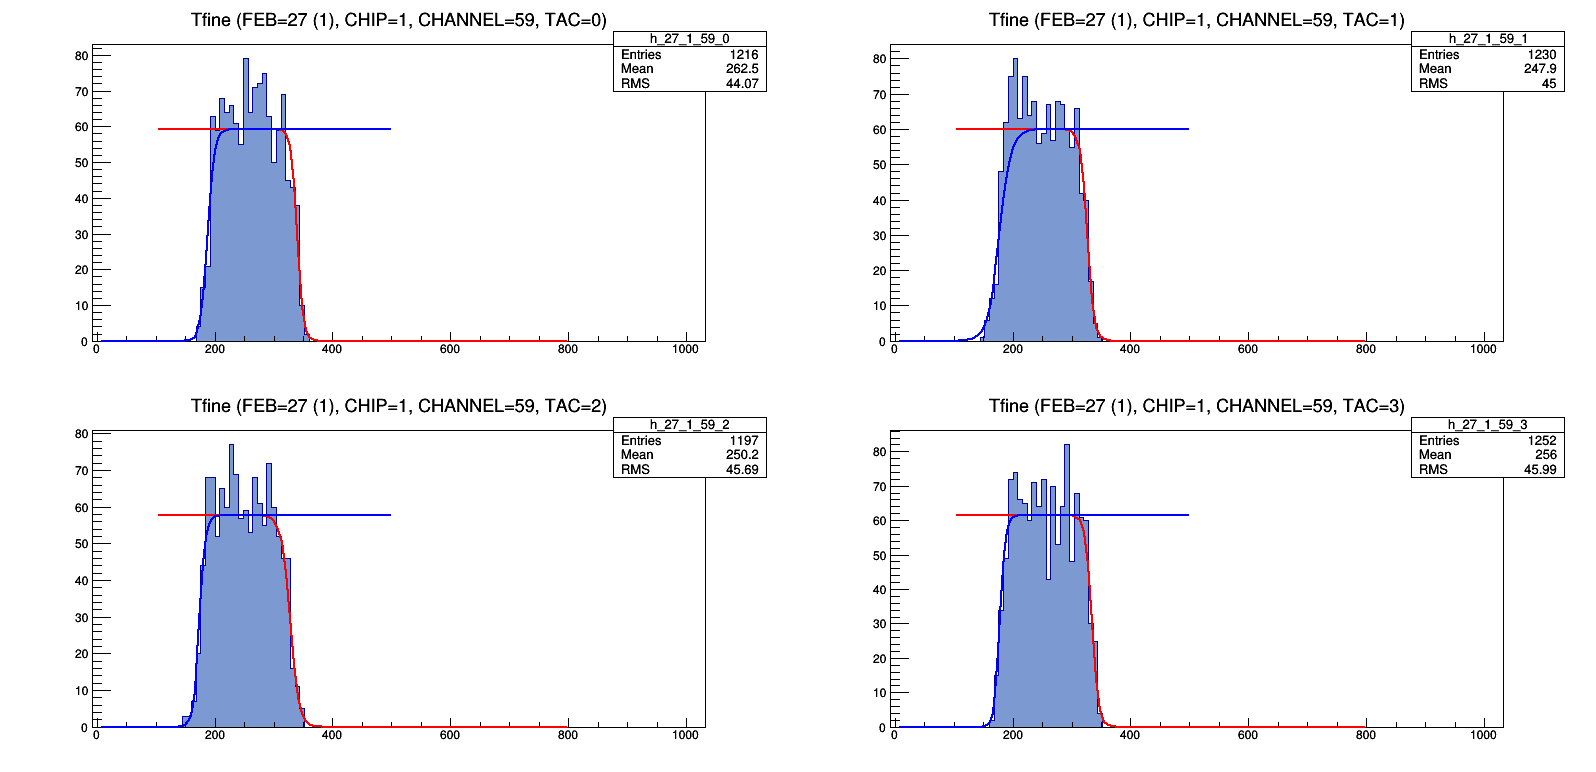 Tfine (FEB=27 (1), CHIP=1, CHANNEL=59, TAC=0)
h_27_1_59_0
Entries 1216
Mean 262.5
RMS 44.07
80
70
60
50
40
30
20
10
0
0 200 400 600 800 1000
Tfine (FEB=27 (1), CHIP=1, CHANNEL=59, TAC=1)
h_27_1_59_1
Entries 1230
Mean 247.9
RMS 45
80
70
60
50
40
30
20
10
0
0 200 400 600 800 1000
Tfine (FEB=27 (1), CHIP=1, CHANNEL=59, TAC=2)
h_27_1_59_2
Entries 1197
Mean 250.2
RMS 45.69
80
70
60
50
40
30
20
10
0
0 200 400 600 800 1000
Tfine (FEB=27 (1), CHIP=1, CHANNEL=59, TAC=3)
h_27_1_59_3
Entries 1252
Mean 256
RMS 45.99
80
70
60
50
40
30
20
10
0
0 200 400 600 800 1000